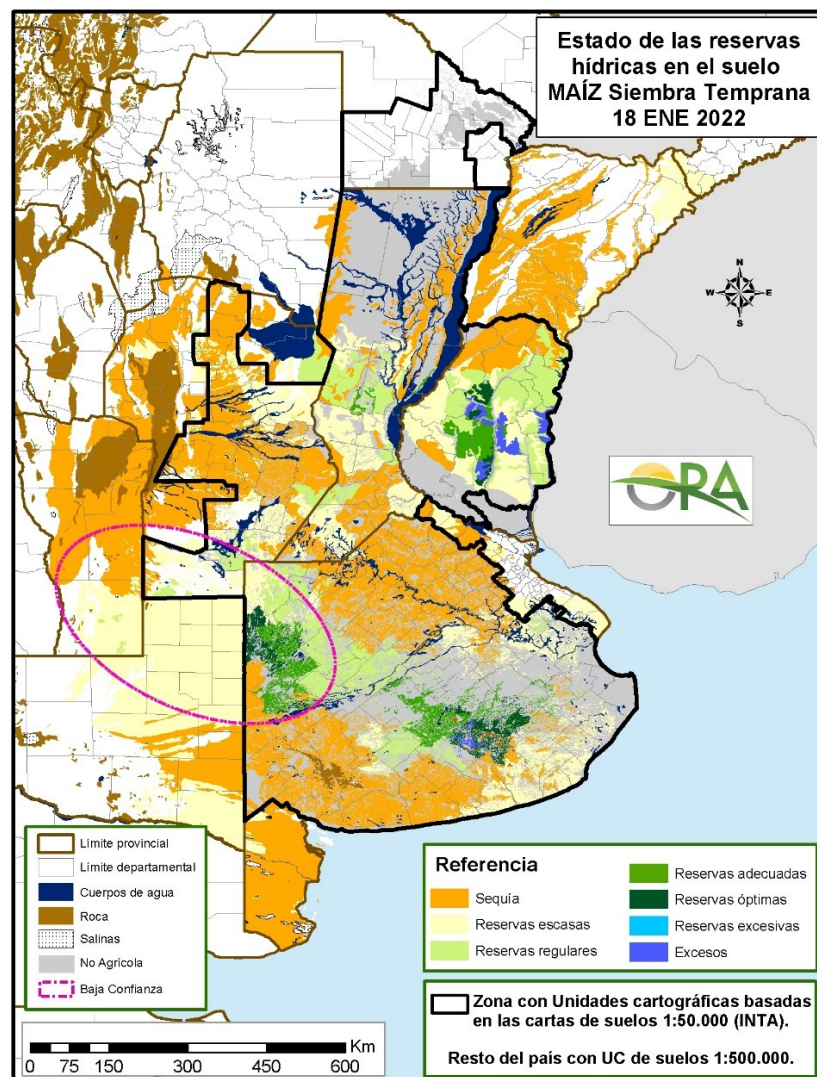 Estado de las reservas
hídricas en el suelo
MAÍZ Siembra Temprana
18 ENE 2022
N
W E
S
ORA
Límite provincial
Límite departamental
Cuerpos de agua
Roca
Salinas
No Agrícola
Baja Confianza
Referencia
Sequía
Reservas escasas
Reservas regulares
Reservas adecuadas
Reservas óptimas
Reservas excesivas
Excesos
Zona con Unidades cartográficas basadas
en las cartas de suelos 1:50.000 (INTA).
Resto del país con UC de suelos 1:500.000.
Km
0 75 150 300 450 600